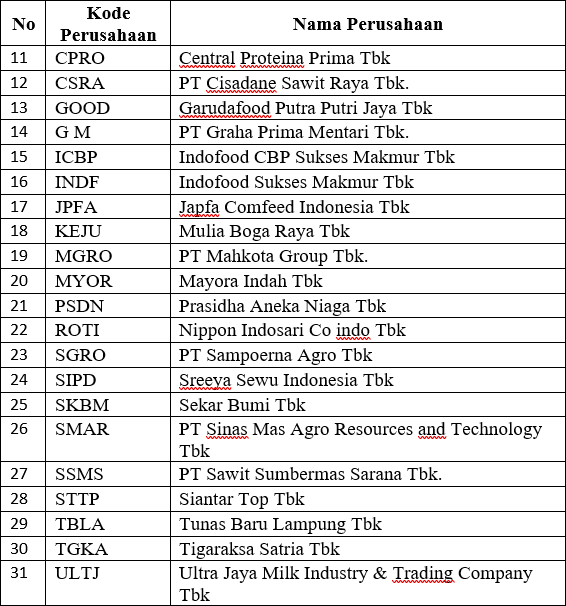 No Kode Perusahaan Nama Perusahaan
11 CPRO Central Proteina Prima Tbk
12 CSRA PT Cisadane Sawit Raya Tbk.
13 GOOD Garudafood Putra Putri Jaya Tbk
14 G M PT Graha Prima Mentari Tbk.
15 ICBP Indofood CBP Sukses Makmur Tbk
16 INDF Indofood Sukses Makmur Tbk
17 JPFA Japfa Comfeed Indonesia Tbk
18 KEJU Mulia Boga Raya Tbk
19 MGRO PT Mahkota Group Tbk.
20 MYOR Mayora Indah Tbk
21 PSDN Prasidha Aneka Niaga Tbk
22 ROTI Nippon Indosari Co indo Tbk
23 SGRO PT Sampoerna Agro Tbk
24 SIPD Sreeya Sewu Indonesia Tbk
25 SKBM Sekar Bumi Tbk
26 SMAR PT Sinas Mas Agro Resources and Technology
Tbk
27 SSMS PT Sawit Sumbermas Sarana Tbk.
28 STTP Siantar Top Tbk
29 TBLA Tunas Baru Lampung Tbk
30 TGKA Tigaraksa Satria Tbk
31 ULTJ Ultra Jaya Milk Industry & Trading Company
Tbk